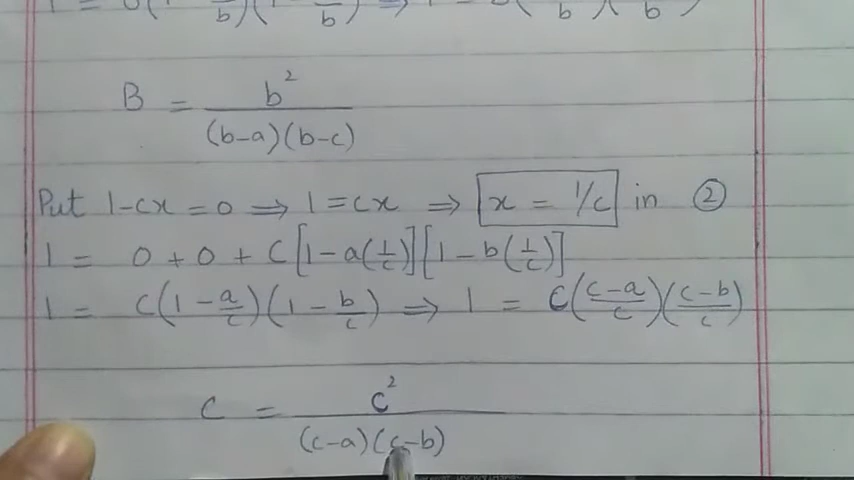 B = b² / (b-a)(b-c)
Put 1-cx = 0 ⇒ 1 = cx ⇒ x = 1/c in ②
1 = 0 + 0 + C[1-a(1/c)][1-b(1/c)]
1 = C(1-a/c)(1-b/c) ⇒ 1 = C((c-a)/c)((c-b)/c)
C = c² / (c-a)(c-b)